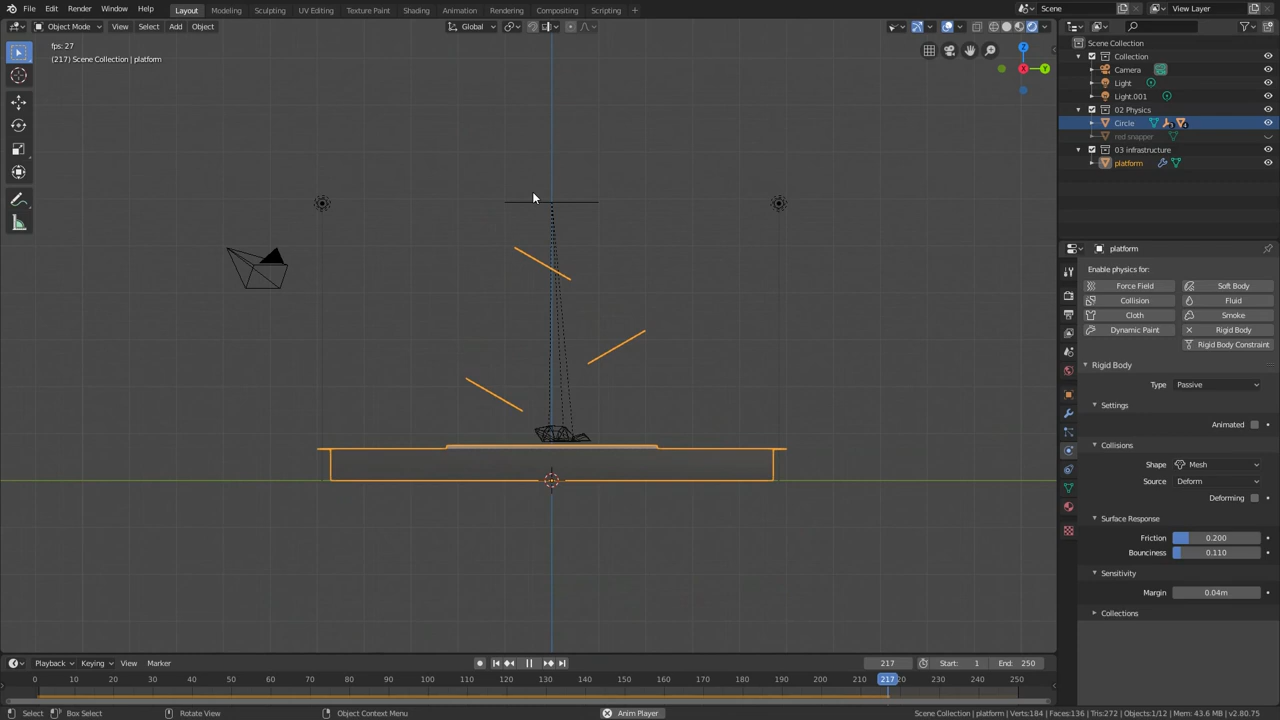 File Edit Render Window Help Layout Modeling Sculpting UV Editing Texture Paint Shading Animation Rendering Compositing Scripting + Scene View Layer
Object Mode View Select Add Object Global
fps: 27
(217) Scene Collection | platform
Z
X
Y
Scene Collection
Collection
Camera
Light
Light.001
02 Physics
Circle
red snapper
03 infrastructure
platform
platform
Enable physics for:
Force Field Soft Body
Collision Fluid
Cloth Smoke
Dynamic Paint Rigid Body
Rigid Body Constraint
Rigid Body
Type Passive
Settings
Animated
Collisions
Shape Mesh
Source Deform
Deforming
Surface Response
Friction 0.200
Bounciness 0.110
Sensitivity
Margin 0.04m
Collections
Playback Keying View Marker 217 Start: 1 End: 250
0 10 20 30 40 50 60 70 80 90 100 110 120 130 140 150 160 170 180 190 200 210 217 220 230 240 250
Select Box Select Rotate View Object Context Menu Anim Player Scene Collection | platform | Verts:184 | Faces:136 | Tris:272 | Objects:1/12 | Mem: 43.6 MB | v2.80.75